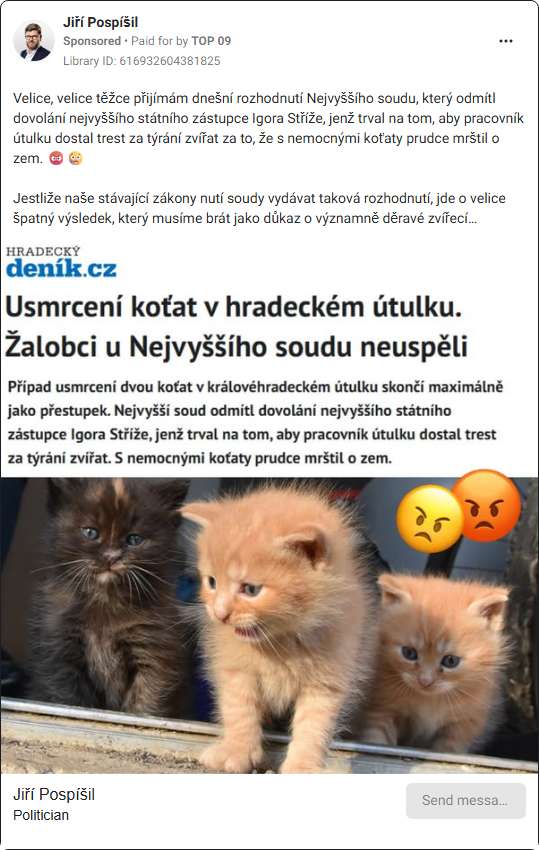 Jiří Pospíšil
Sponsored • Paid for by TOP 09
Library ID: 616932604381825
Velice, velice těžce přijímám dnešní rozhodnutí Nejvyššího soudu, který odmítl
dovolání nejvyššího státního zástupce Igora Stříže, jenž trval na tom, aby pracovník
útulku dostal trest za týrání zvířat za to, že s nemocnými koťaty prudce mrštil o
zem. 😡 🤪
Jestliže naše stávající zákony nutí soudy vydávat taková rozhodnutí, jde o velice
špatný výsledek, který musíme brát jako důkaz o významně děravé zvířecí...
HRADECKÝ
deník.cz
Usmrcení koťat v hradeckém útulku.
Žalobci u Nejvyššího soudu neuspěli
Případ usmrcení dvou koťat v královéhradeckém útulku skončí maximálně
jako přestupek. Nejvyšší soud odmítl dovolání nejvyššího státního
zástupce Igora Stříže, jenž trval na tom, aby pracovník útulku dostal trest
za týrání zvířat. S nemocnými koťaty prudce mrštil o zem.
Jiří Pospíšil
Politician
Send messa...